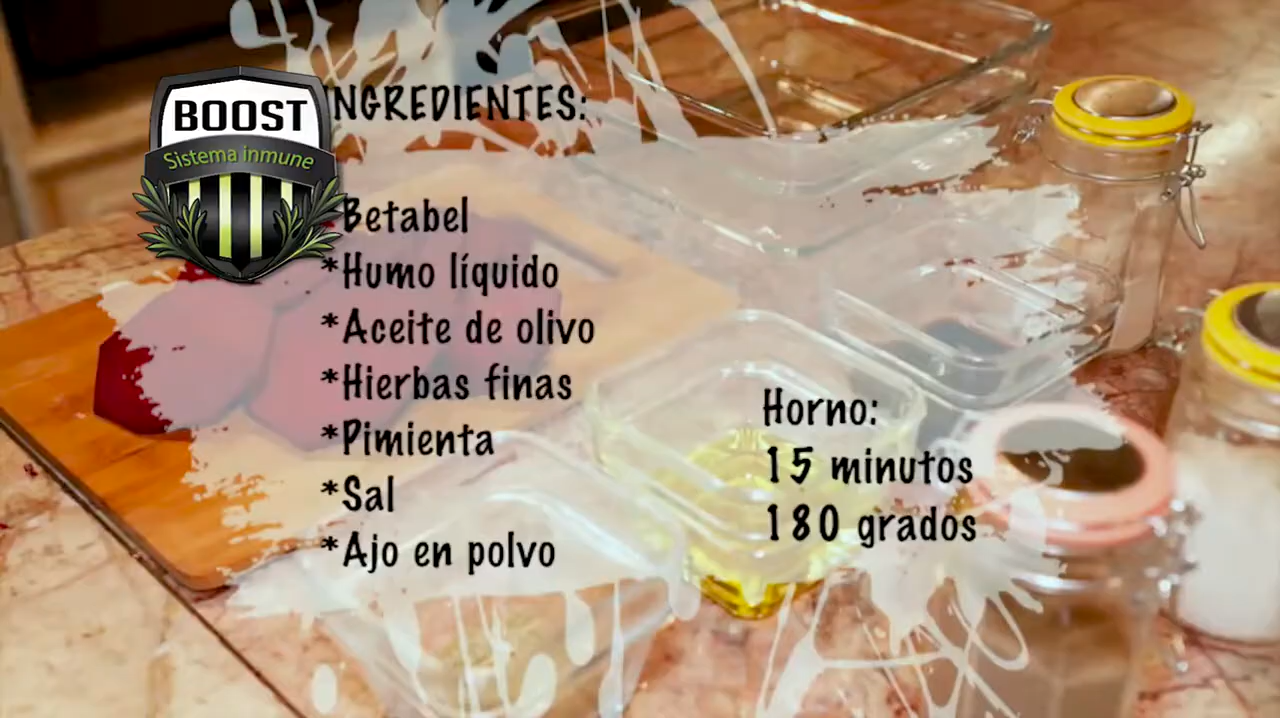 BOOST
Sistema inmune
INGREDIENTES:
Betabel
*Humo líquido
*Aceite de olivo
*Hierbas finas
*Pimienta
*Sal
*Ajo en polvo
Horno:
15 minutos
180 grados